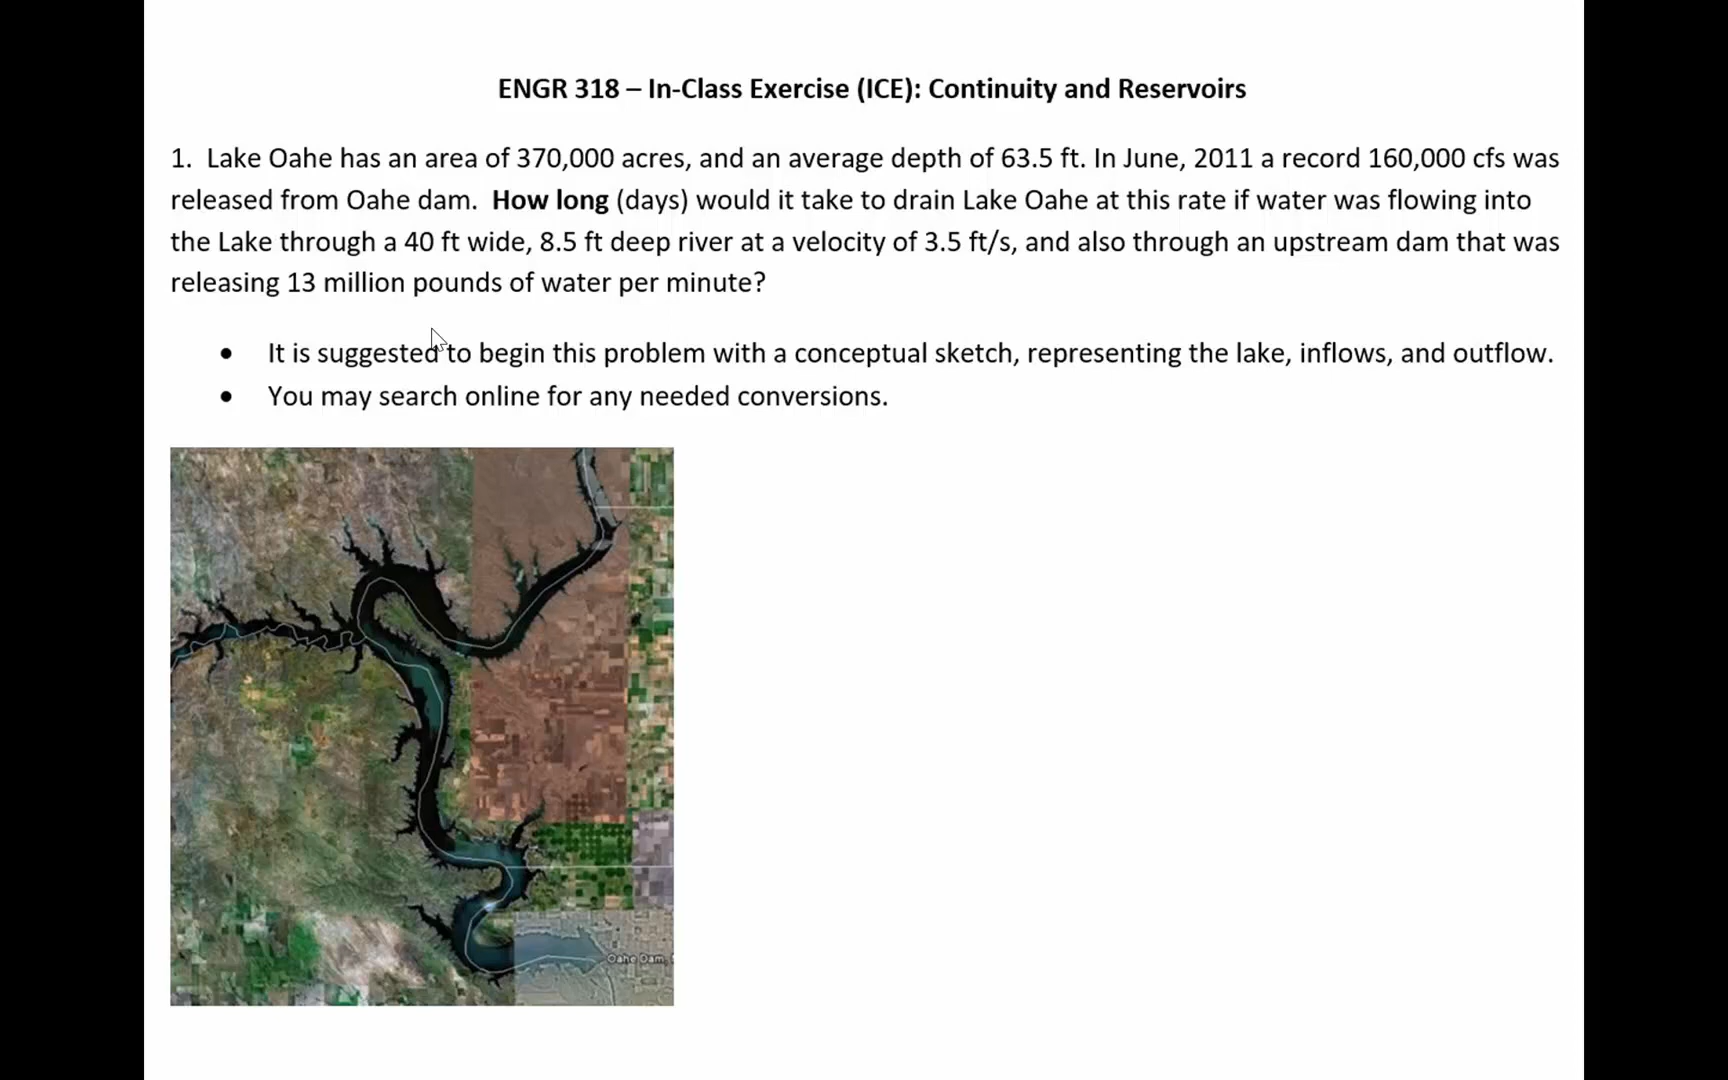 ENGR 318 – In-Class Exercise (ICE): Continuity and Reservoirs
1. Lake Oahe has an area of 370,000 acres, and an average depth of 63.5 ft. In June, 2011 a record 160,000 cfs was
released from Oahe dam. How long (days) would it take to drain Lake Oahe at this rate if water was flowing into
the Lake through a 40 ft wide, 8.5 ft deep river at a velocity of 3.5 ft/s, and also through an upstream dam that was
releasing 13 million pounds of water per minute?
• It is suggested to begin this problem with a conceptual sketch, representing the lake, inflows, and outflow.
• You may search online for any needed conversions.
Oahe Dam,